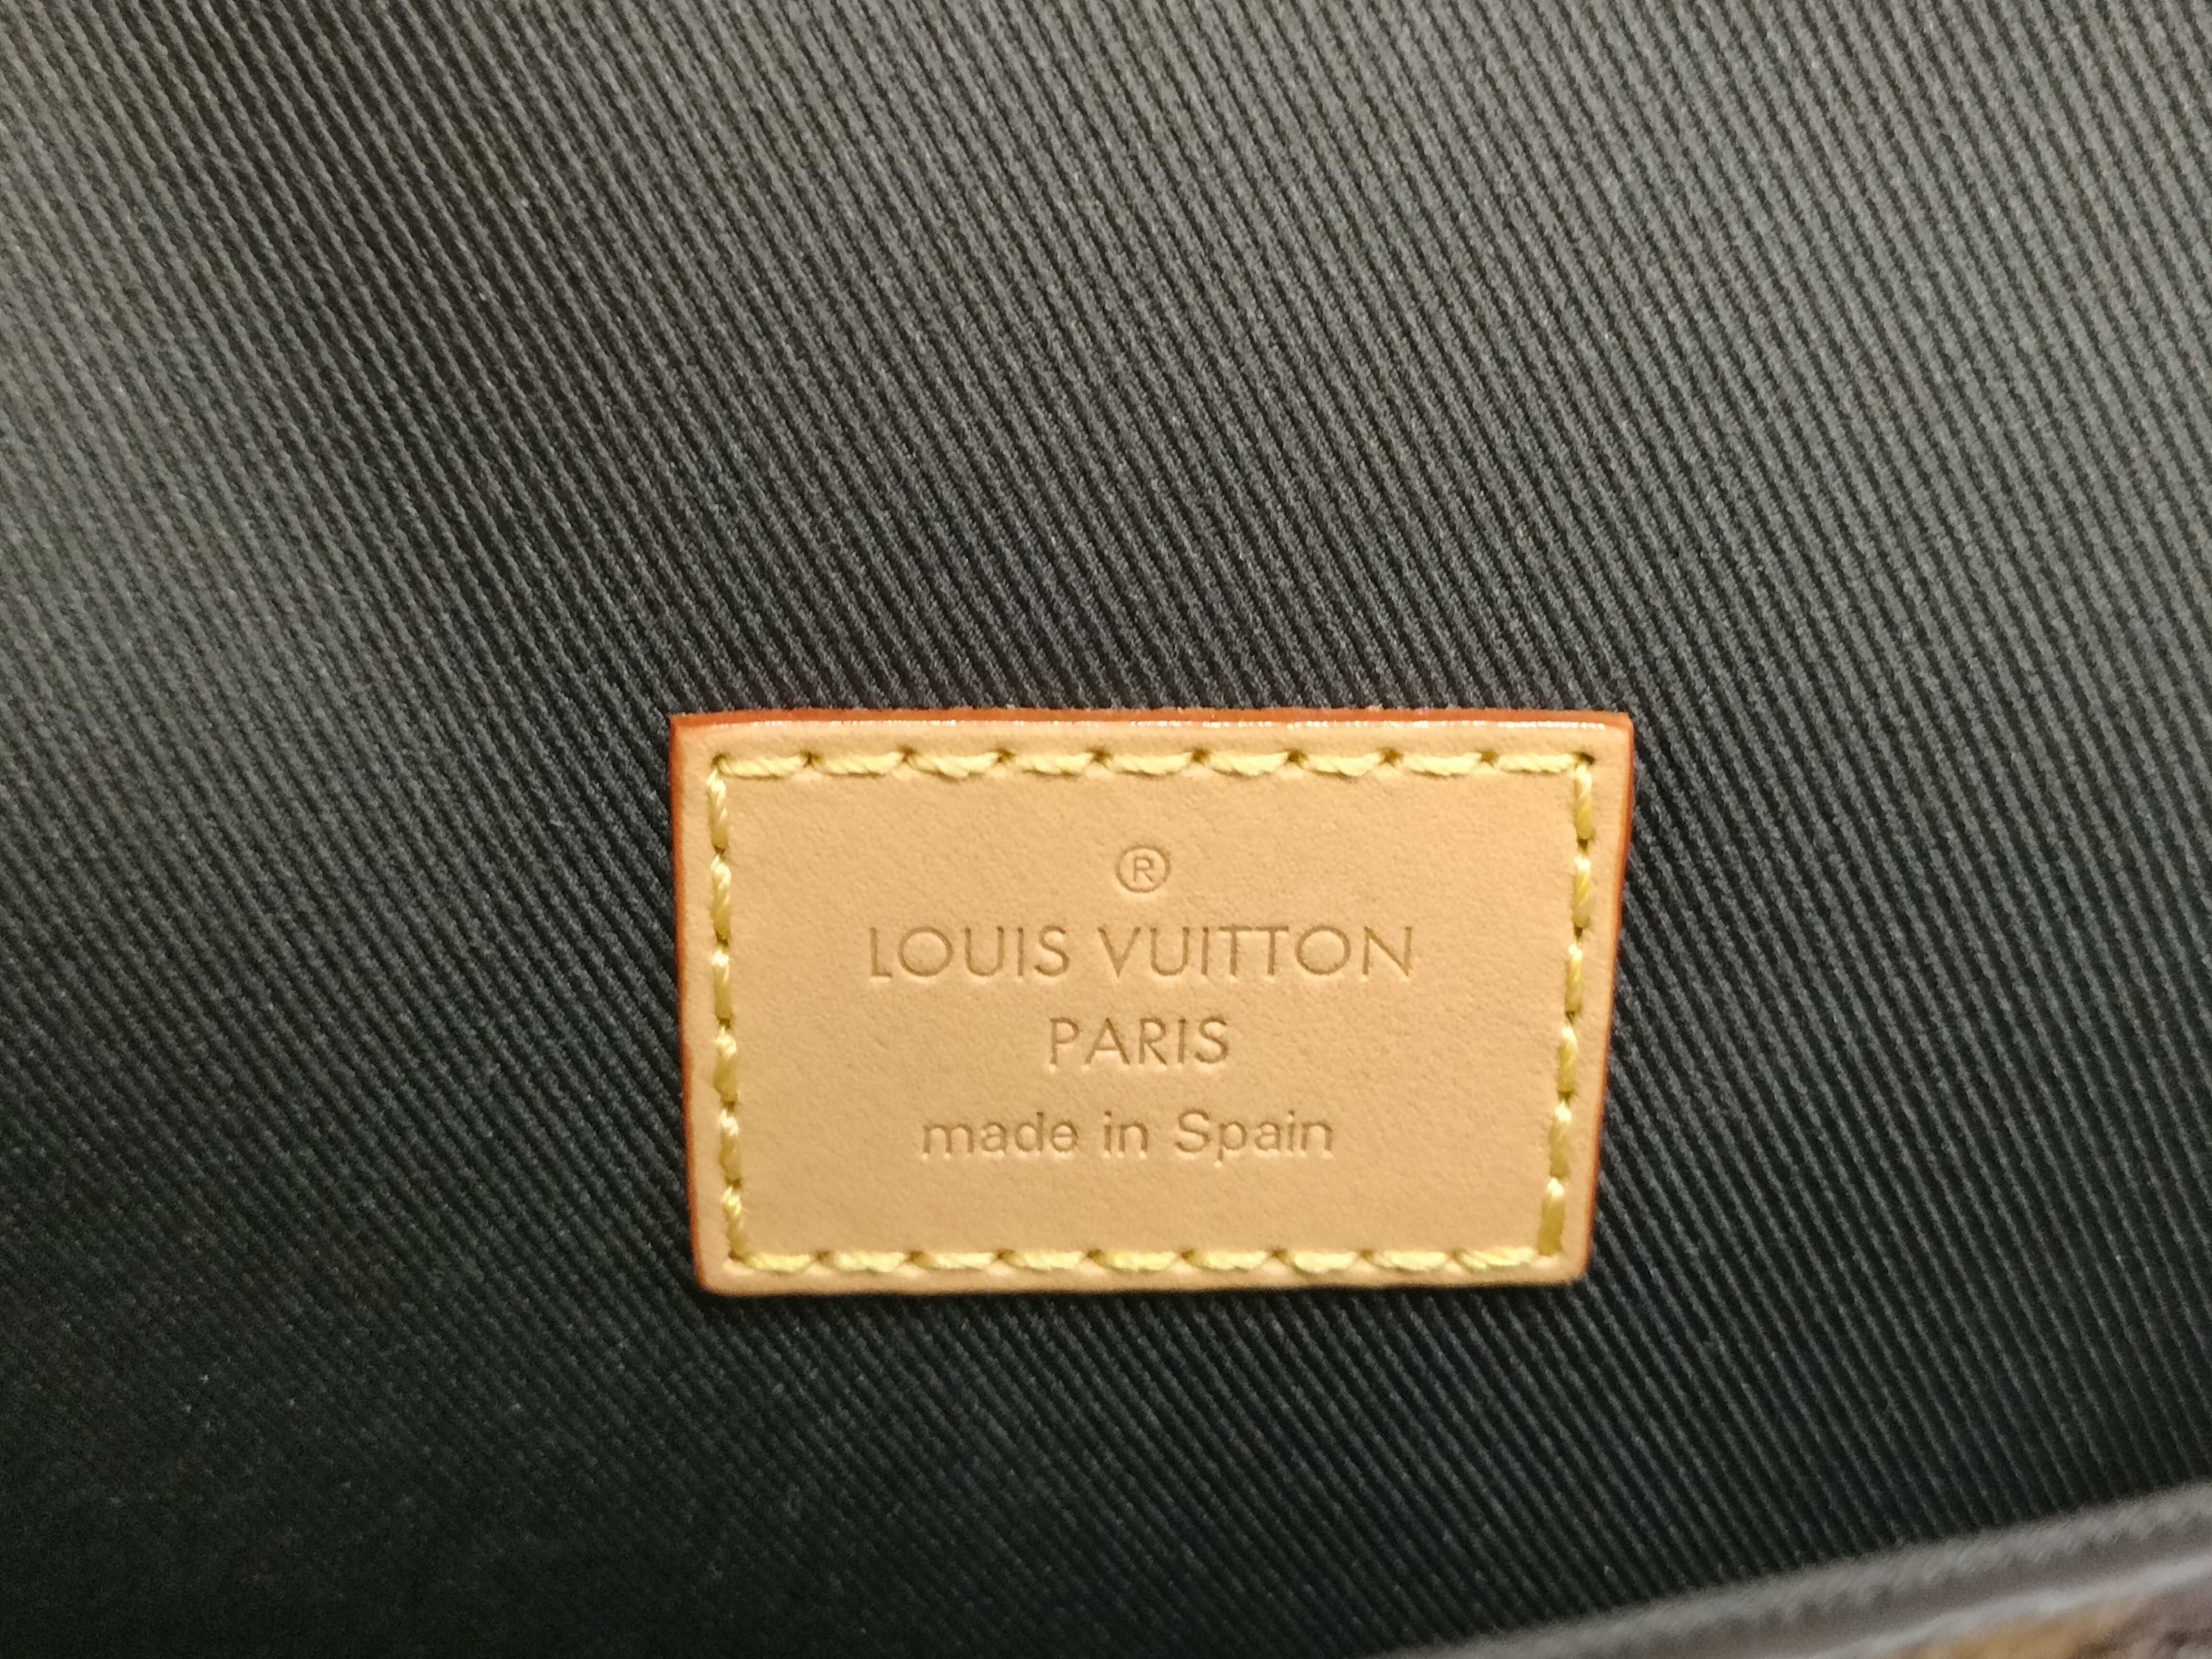 ®
LOUIS VUITTON
PARIS
made in Spain